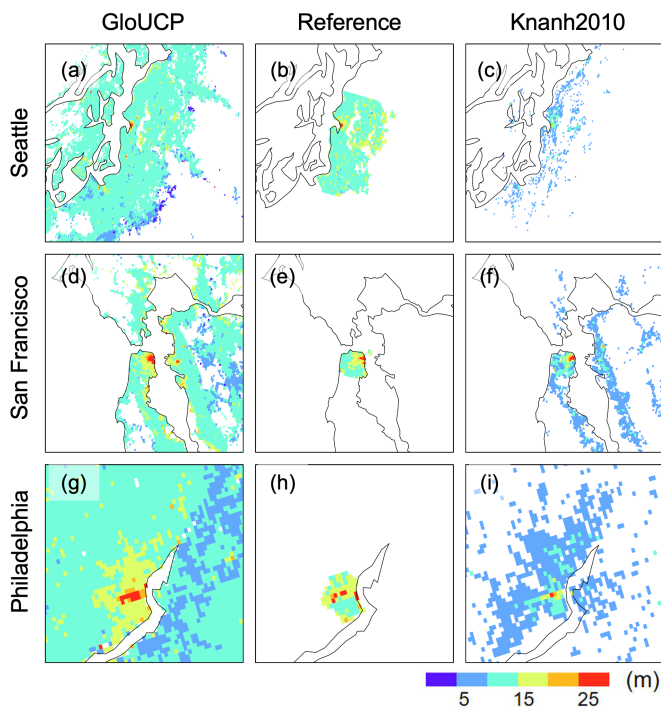 GloUCP Reference Knanh2010
Seattle
(a) (b) (c)
San Francisco
(d) (e) (f)
Philadelphia
(g) (h) (i)
(m)
5 15 25